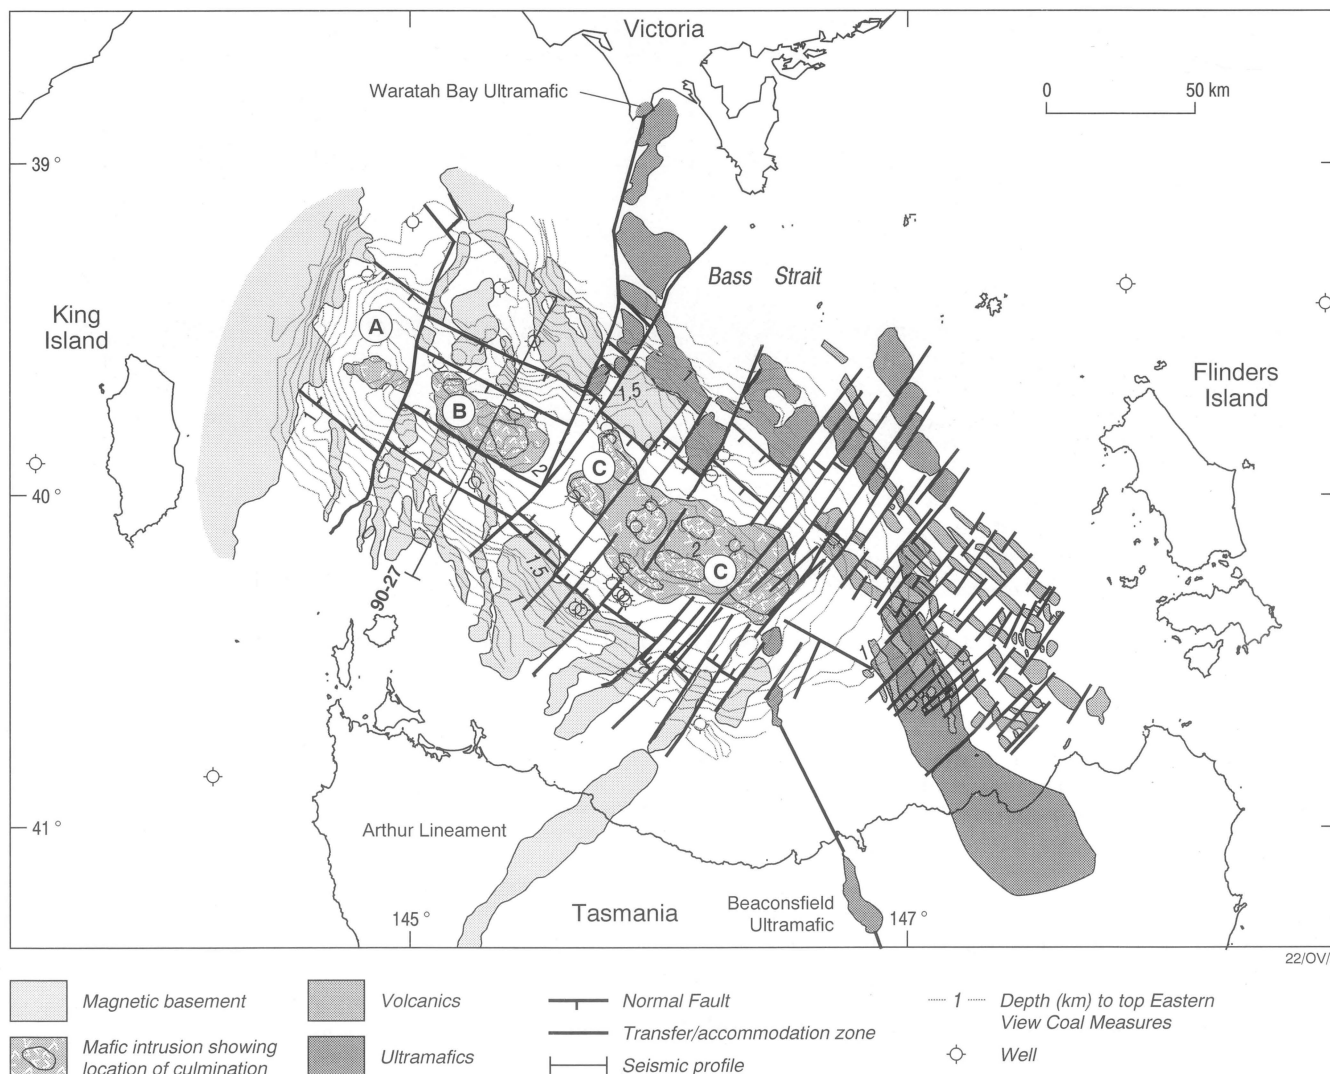 Victoria
Waratah Bay Ultramafic
0 50 km
39 °
Bass Strait
King
Island
A
Flinders
Island
1.5
1
B
2
C
40 °
0
2
C
1.5
1
90-27
1
41 °
Arthur Lineament
Tasmania
Beaconsfield
Ultramafic
145 °
147 °
22/OV/
Magnetic basement
Volcanics
Normal Fault
1 Depth (km) to top Eastern
View Coal Measures
Transfer/accommodation zone
Mafic intrusion showing
location of culmination
Ultramafics
Well
Seismic profile